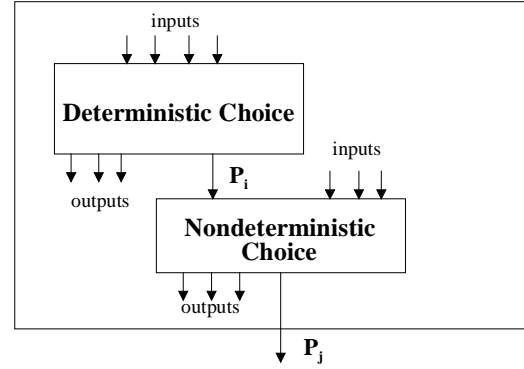 inputs
Deterministic Choice
inputs
P_i
outputs
Nondeterministic
Choice
outputs
P_j